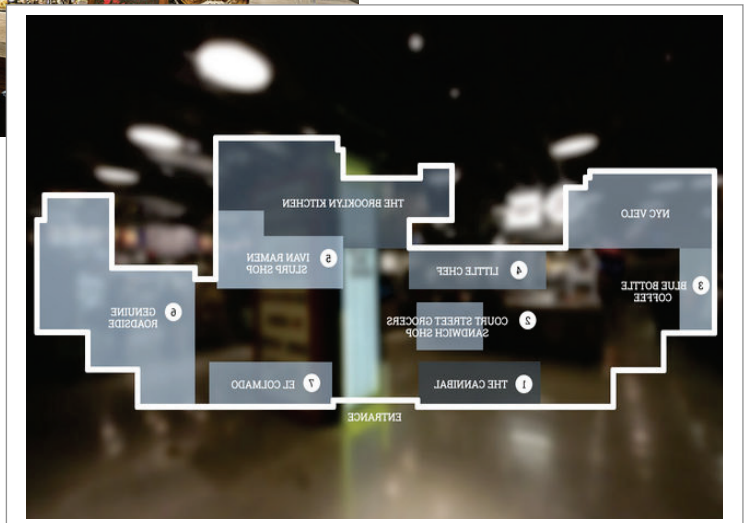 THE BROOKLYN KITCHEN
NYC VELO
5 IVAN RAMEN
SLURP SHOP
4 LITTLE CHEF
3 BLUE BOTTLE
COFFEE
6 GENUINE
ROADSIDE
2 COURT STREET GROCERS
SANDWICH SHOP
7 EL COLMADO
1 THE CANNIBAL
ENTRANCE